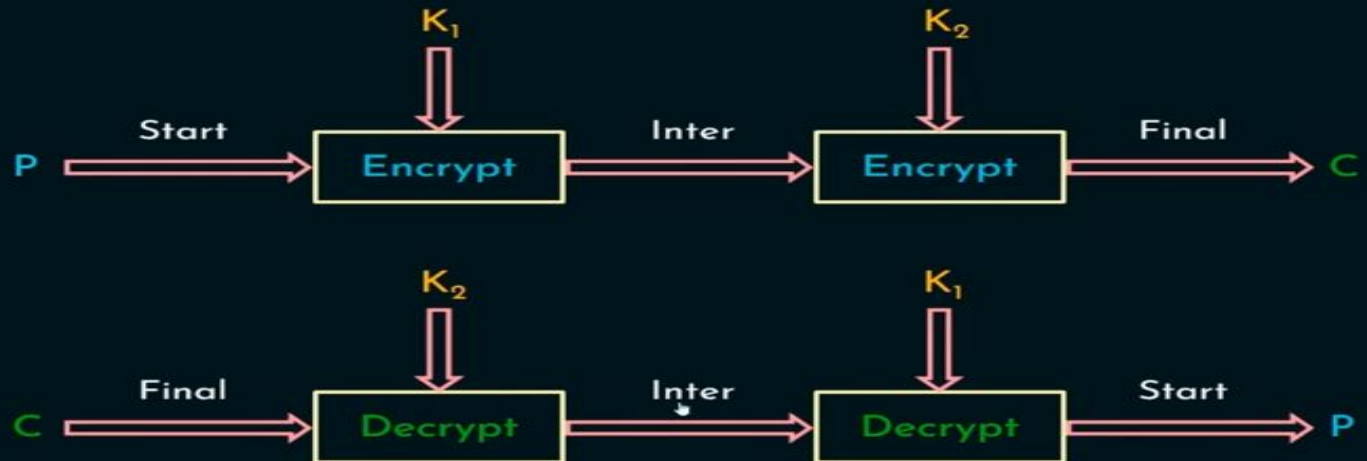 K₁ K₂
Start Inter Final
P Encrypt Encrypt C
K₂ K₁
Final Inter Start
C Decrypt Decrypt P